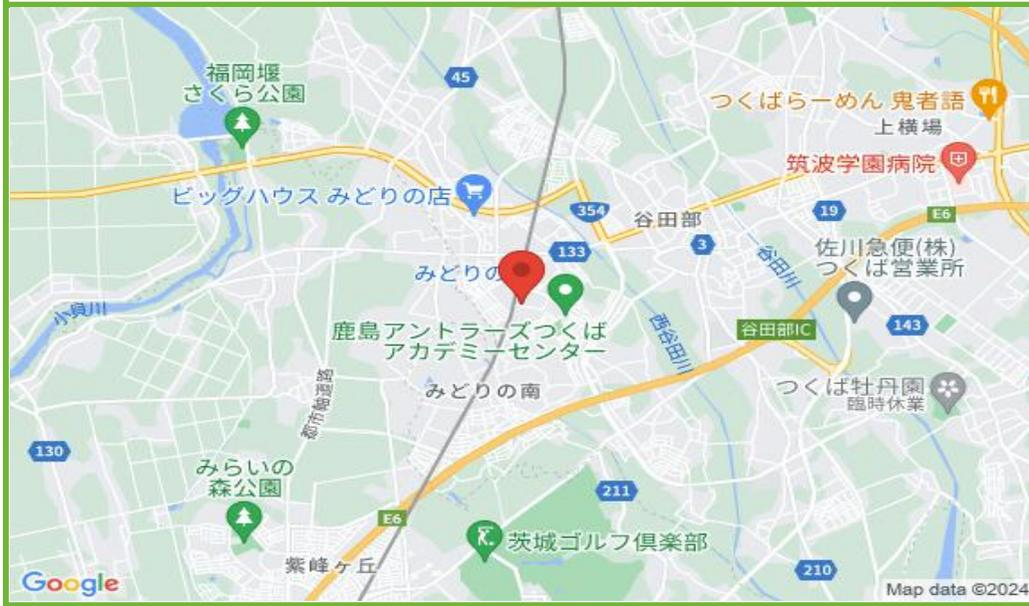 45
福岡堰
さくら公園
つくばらーめん 鬼者語
上横場
筑波学園病院
ビッグハウス みどりの店
354
谷田部
19
E6
3
133
谷田川
佐川急便(株)
つくば営業所
みどりの
小貝川
鹿島アントラーズつくば
アカデミーセンター
西谷田川
谷田部IC
143
みどりの南
都市軸道路
つくば牡丹園
臨時休業
130
みらいの
森公園
211
E6
茨城ゴルフ倶楽部
紫峰ヶ丘
210
Google
Map data ©2024